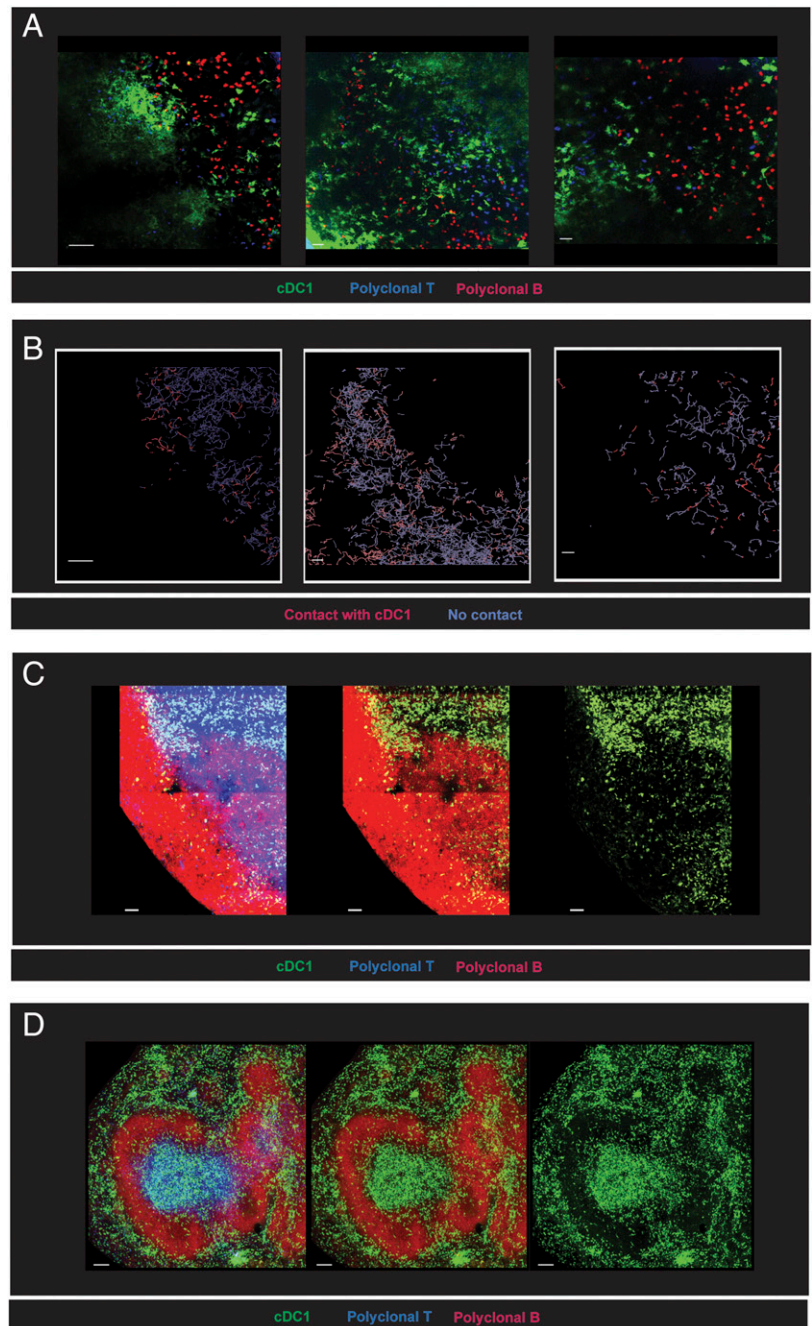 A
cDC1 Polyclonal T Polyclonal B
B
Contact with cDC1 No contact
C
cDC1 Polyclonal T Polyclonal B
D
cDC1 Polyclonal T Polyclonal B